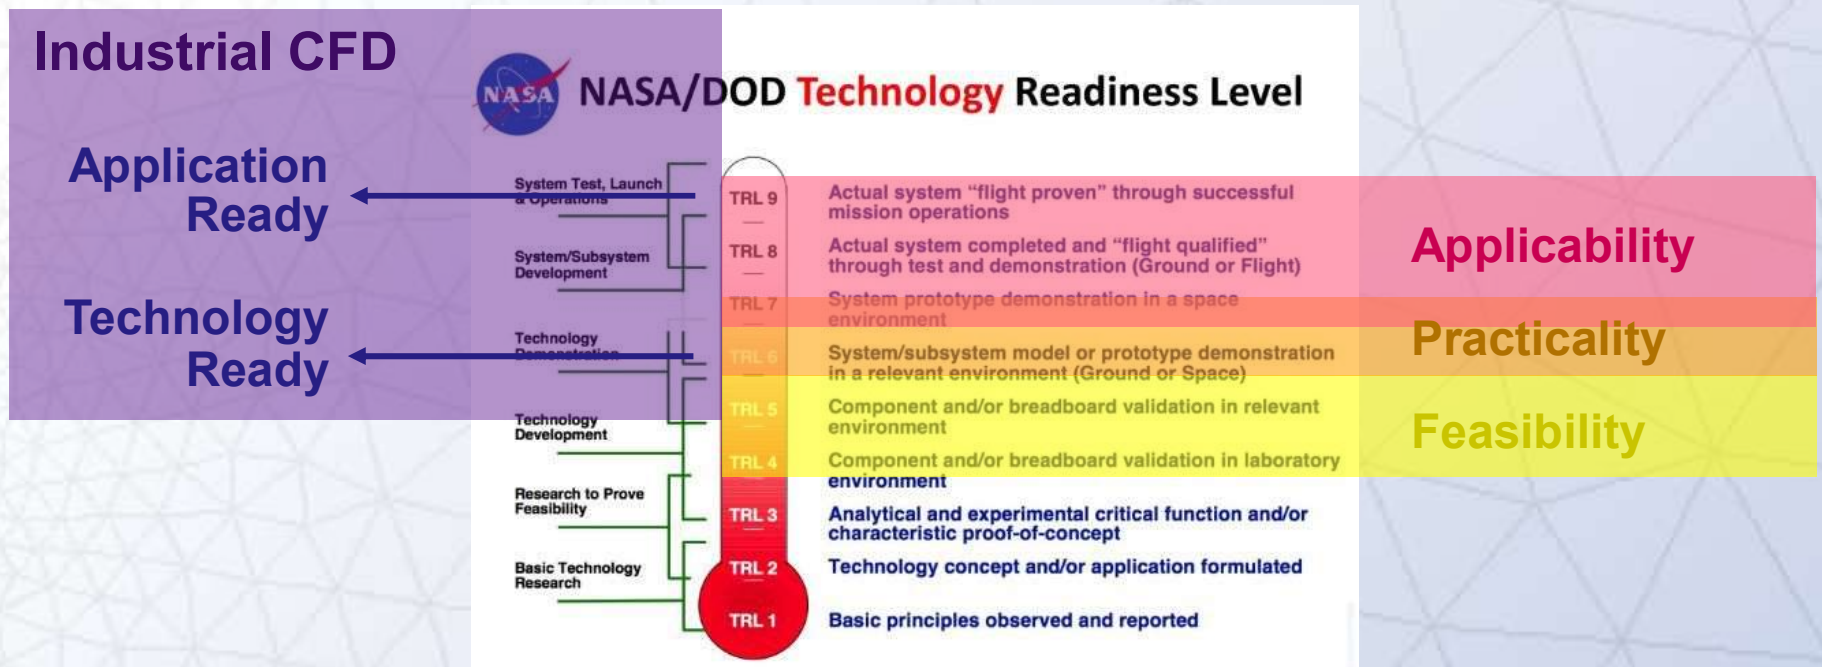 Industrial CFD
NASA
NASA/DOD Technology Readiness Level
Application
Ready
Technology
Ready
System Test, Launch
& Operations
System/Subsystem
Development
Technology
Demonstration
Technology
Development
Research to Prove
Feasibility
Basic Technology
Research
TRL 9
Actual system “flight proven” through successful
mission operations
TRL 8
Actual system completed and “flight qualified”
through test and demonstration (Ground or Flight)
TRL 7
System prototype demonstration in a space
environment
TRL 6
System/subsystem model or prototype demonstration
in a relevant environment (Ground or Space)
TRL 5
Component and/or breadboard validation in relevant
environment
TRL 4
Component and/or breadboard validation in laboratory
environment
TRL 3
Analytical and experimental critical function and/or
characteristic proof-of-concept
TRL 2
Technology concept and/or application formulated
TRL 1
Basic principles observed and reported
Applicability
Practicality
Feasibility